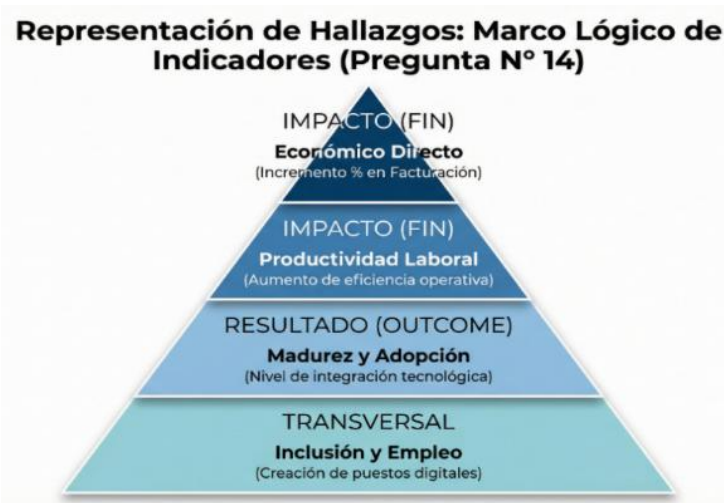 Representación de Hallazgos: Marco Lógico de
Indicadores (Pregunta Nº 14)
IMPACTO (FIN)
Económico Directo
(Incremento % en Facturación)
IMPACTO (FIN)
Productividad Laboral
(Aumento de eficiencia operativa)
RESULTADO (OUTCOME)
Madurez y Adopción
(Nivel de integración tecnológica)
TRANSVERSAL
Inclusión y Empleo
(Creación de puestos digitales)